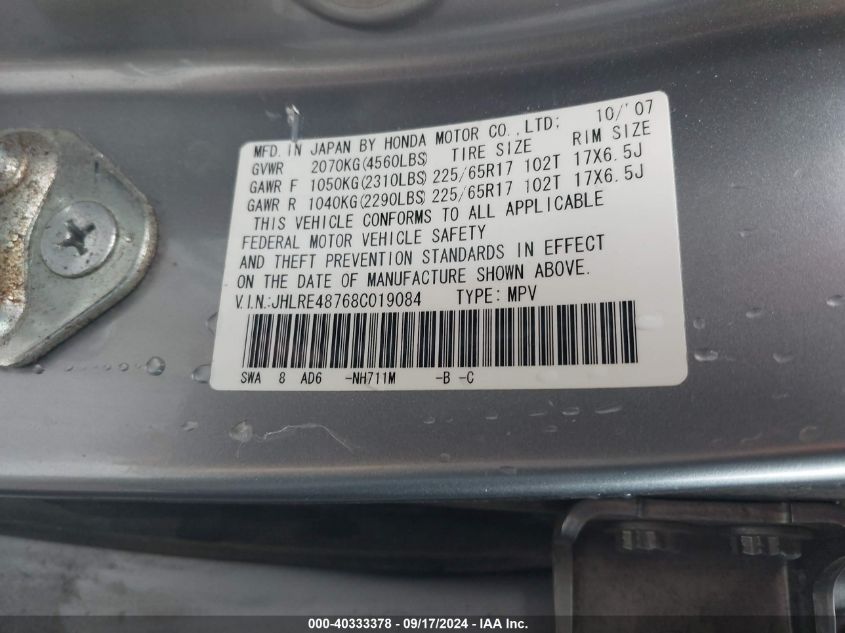 MFD. IN JAPAN BY HONDA MOTOR CO.,LTD; 10/'07
GVWR 2070KG(4560LBS) TIRE SIZE RIM SIZE
GAWR F 1050KG(2310LBS) 225/65R17 102T 17X6.5J
GAWR R 1040KG(2290LBS) 225/65R17 102T 17X6.5J
THIS VEHICLE CONFORMS TO ALL APPLICABLE
FEDERAL MOTOR VEHICLE SAFETY
AND THEFT PREVENTION STANDARDS IN EFFECT
ON THE DATE OF MANUFACTURE SHOWN ABOVE.
V.I.N.:JHLRE48768C019084 TYPE: MPV
SWA 8 AD6 -NH711M -B -C
000-40333378 - 09/17/2024 - IAA Inc.